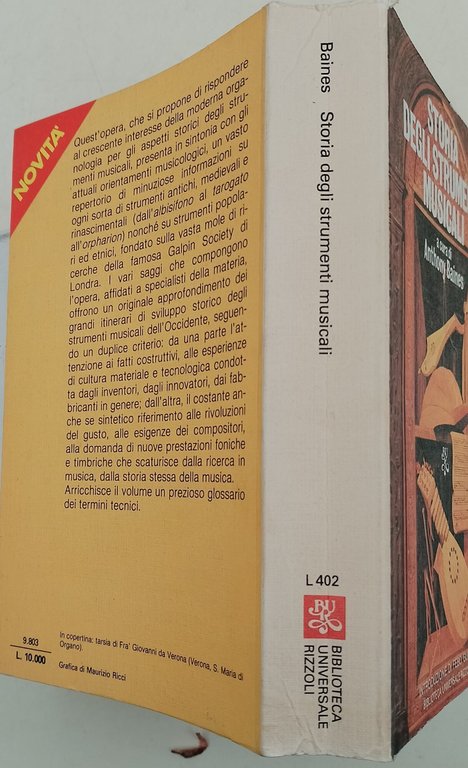 NOVITA'
Quest'opera, che si propone di rispondere
al crescente interesse della moderna orga-
nologia per gli aspetti storici degli stru-
menti musicali, presenta in sintonia con gli
attuali orientamenti musicologici, un vasto
repertorio di minuziose informazioni su
ogni sorta di strumenti antichi, medievali e
rinascimentali (dall'albisifono al tarogato
all'orpharion) nonché su strumenti popola-
ri ed etnici, fondato sulla vasta mole di ri-
cerche della famosa Galpin Society di
Londra. I vari saggi che compongono
l'opera, affidati a specialisti della materia,
offrono un originale approfondimento dei
grandi itinerari di sviluppo storico degli
strumenti musicali dell'Occidente, seguen-
do un duplice criterio: da una parte l'at-
tenzione ai fatti costruttivi, alle esperienze
di cultura materiale e tecnologica condot-
ta dagli inventori, dagli innovatori, dai fab-
bricanti in genere; dall'altra, il costante an-
che se sintetico riferimento alle rivoluzioni
del gusto, alle esigenze dei compositori,
alla domanda di nuove prestazioni foniche
e timbriche che scaturisce dalla ricerca in
musica, dalla storia stessa della musica.
Arricchisce il volume un prezioso glossario
dei termini tecnici.
9.803
L. 10.000
In copertina: tarsia di Fra' Giovanni da Verona (Verona, S. Maria di
Organo).
Grafica di Maurizio Ricci
Baines Storia degli strumenti musicali
L 402
BUR
BIBLIOTECA
UNIVERSALE
RIZZOLI
STORIA
DEGLI STRUMENTI
MUSICALI
a cura di
Anthony Baines
BUR
INTRODUZIONE DI
BIBLIOTECA UNIVERSALE